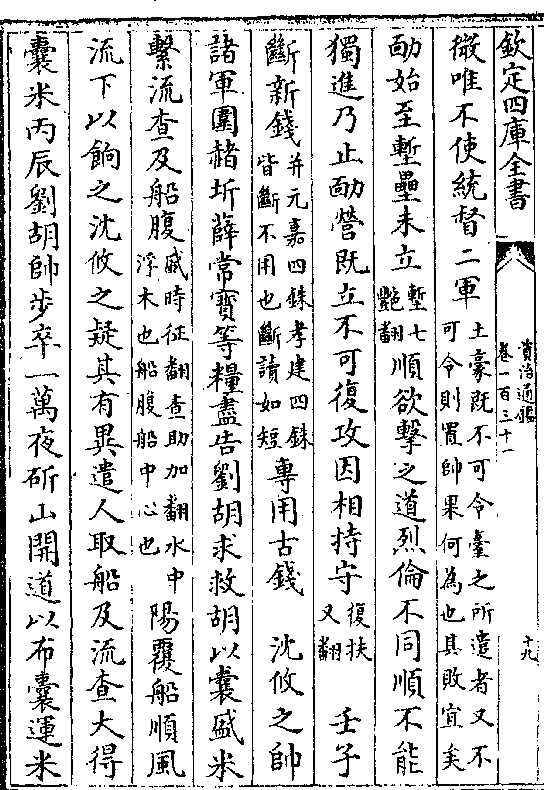 欽定四庫全書
資治通鑑
卷一百三十一
十九
徽唯不使統督二軍土豪既不可令臺之所遣者又不可令則置帥果何為也其敗宜矣
勔始至塹壘未立塹七艷翻順欲擊之道烈倫不同順不能
獨進乃止勔營既立不可復攻因相持守復扶又翻 壬子
斷新錢并元嘉四銖孝建四銖皆斷不用也斷讀如短專用古錢 沈攸之帥
諸軍圍赭圻薛常寳等糧盡告劉胡求救胡以囊盛米
繫流查及船腹盛時征翻查助加翻水中浮木也船腹船中心也陽覆船順風
流下以餉之沈攸之疑其有異遣人取船及流查大得
囊米丙辰劉胡帥步卒一萬夜斫山開道以布囊運米